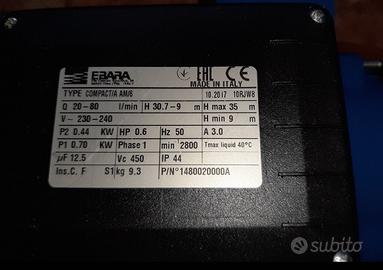 EBARA
EAC CE
MADE IN ITALY
TYPE COMPACT/A AM/6 10.2017 10RJW8
Q 20-80 l/min H 30.7-9 m H max 35 m
V~230-240 H min 9 m
P2 0.44 KW HP 0.6 Hz 50 A 3.0
P1 0.70 KW Phase 1 min⁻¹ 2800 Tmax liquid 40°C
µF 12.5 Vc 450 IP 44
Ins.C. F S1 kg 9.3 P/N°1480020000A
subito